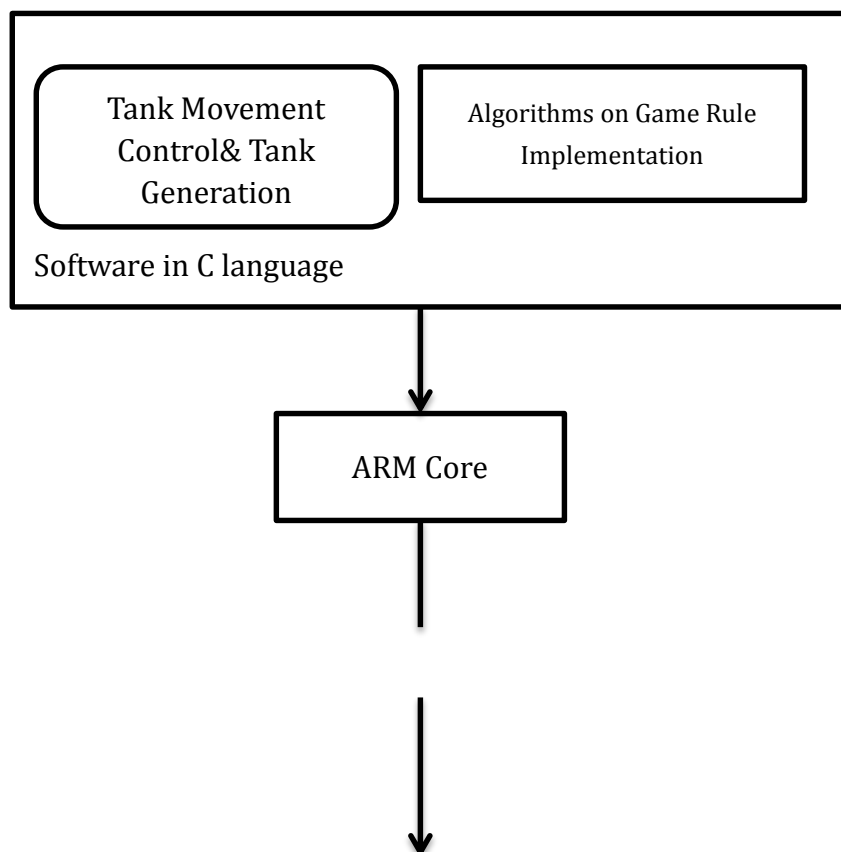 Tank Movement
Control& Tank
Generation
Algorithms on Game Rule
Implementation
Software in C language
ARM Core